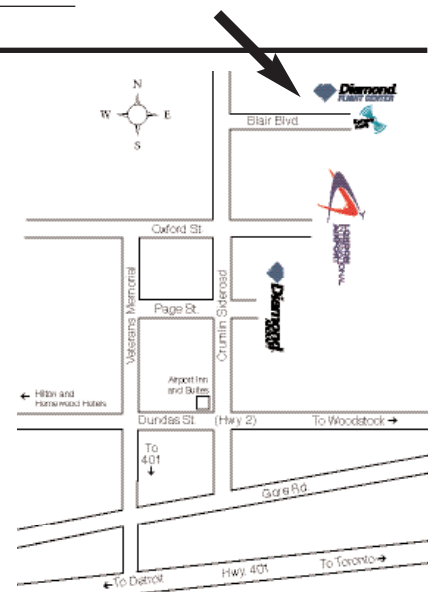 N
W E
S
Diamond
FLIGHT CENTER
Blair Blvd.
Oxford St.
Veterans Memorial
Crumlin Sideroad
Page St.
Diamond
Airport Inn
and Suites
← Hilton and
Homewood Hotels
Dundas St. (Hwy 2) To Woodstock →
To
401
↓
Gore Rd.
Hwy. 401
To Toronto →
← To Detroit